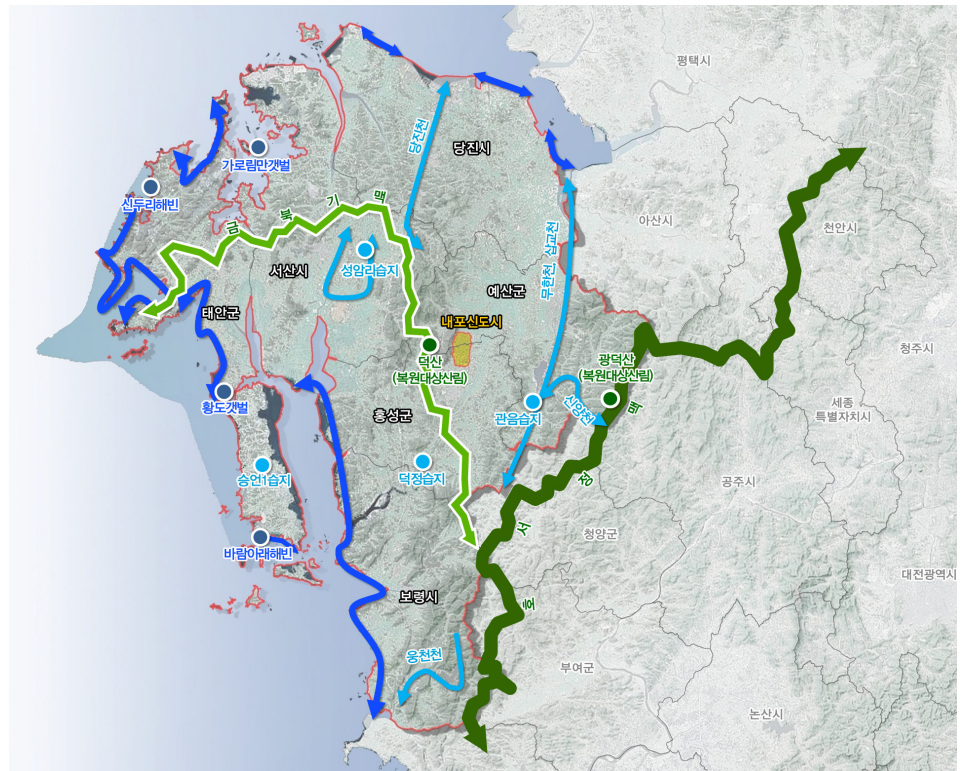 평택시
당진천
당진시
가로림만갯벌
맥
기
북
금
신두리해빈
아산시
천안시
무한천, 삽교천
성암리습지
서산시
예산군
태안군
내포신도시
덕산
(복원대상산림)
광덕산
(복원대상산림)
청주시
세종
특별자치시
황도갯벌
홍성군
관음습지
신양천
맥
승언1습지
덕정습지
장
공주시
서
청양군
바람아래해빈
대전광역시
보령시
호
웅천천
부여군
논산시